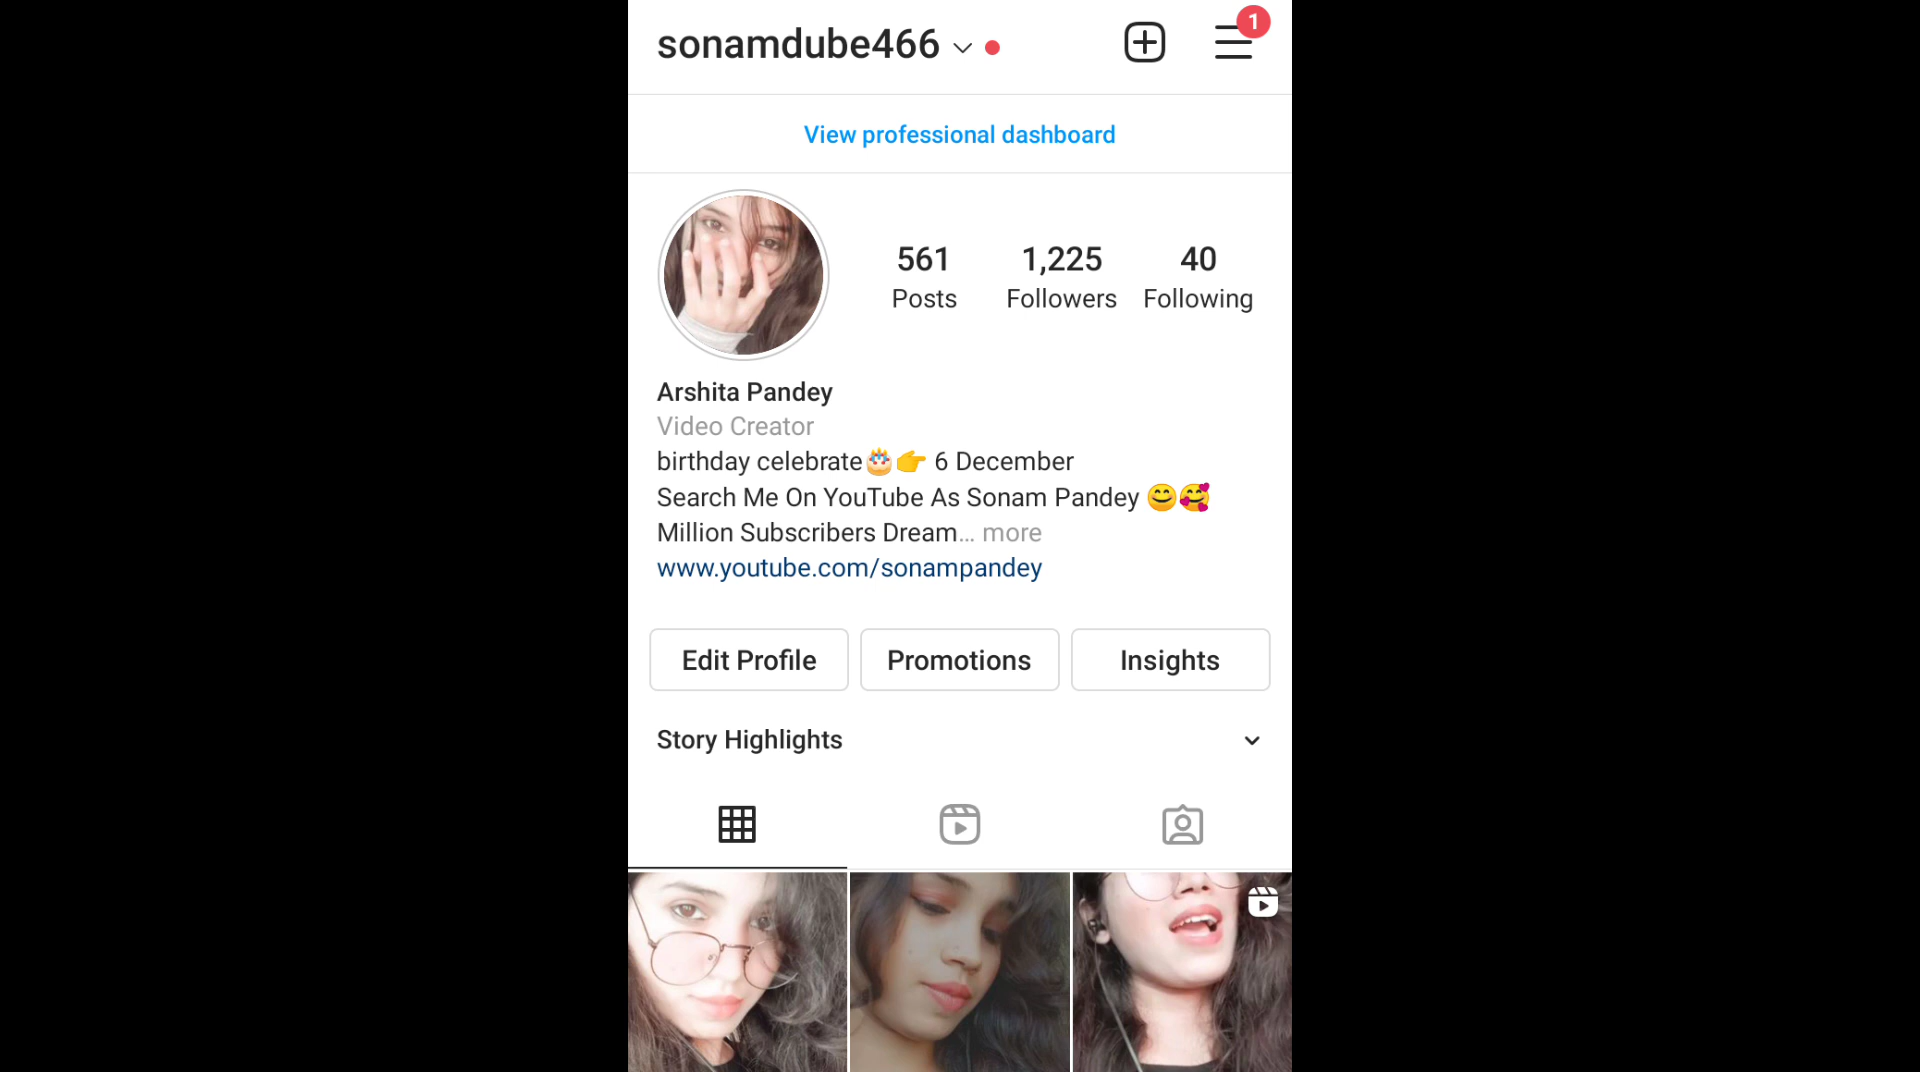 sonamdube466
1
View professional dashboard
561 1,225 40
Posts Followers Following
Arshita Pandey
Video Creator
birthday celebrate🎂👉 6 December
Search Me On YouTube As Sonam Pandey 😊🥰
Million Subscribers Dream... more
www.youtube.com/sonampandey
Edit Profile Promotions Insights
Story Highlights